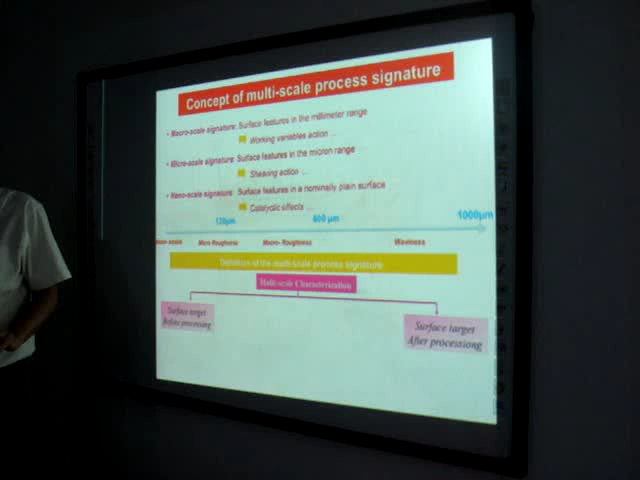 Concept of multi-scale process signature
• Macro-scale signature: Surface features in the millimeter range
Working variables action ...
• Micro-scale signature: Surface features in the micron range
Shearing action ...
• Nano-scale signature: Surface features in a nominally plain surface
Catalytic effects ...
600 µm
1000µm
Micro Roughness
Macro- Roughness
Waviness
Definition of the multi-scale process signature
Multi-scale Characterization
Surface target
Before processing
Surface target
After processiong